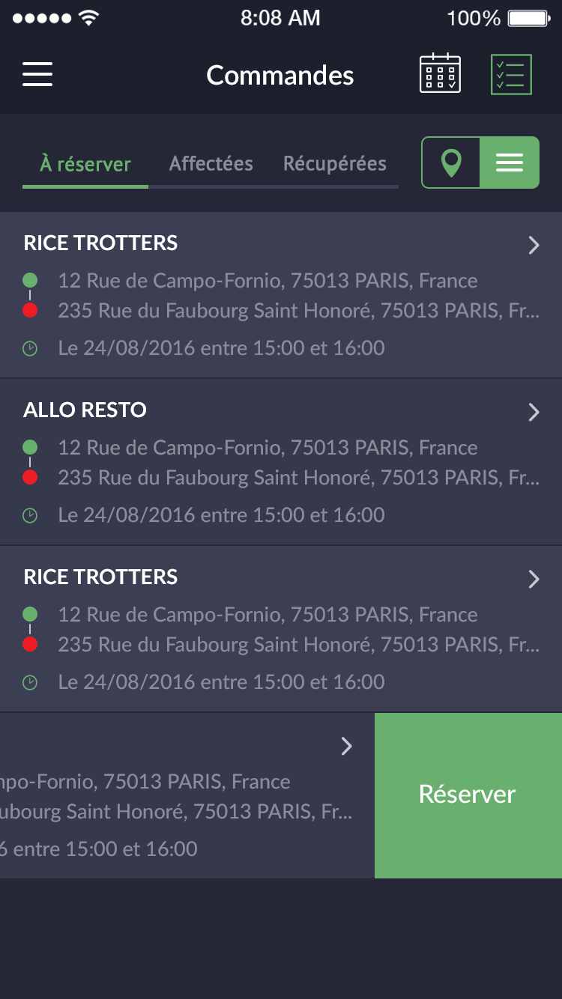 8:08 AM 100%
Commandes
À réserver Affectées Récupérées
RICE TROTTERS
12 Rue de Campo-Fornio, 75013 PARIS, France
235 Rue du Faubourg Saint Honoré, 75013 PARIS, Fr...
Le 24/08/2016 entre 15:00 et 16:00
ALLO RESTO
12 Rue de Campo-Fornio, 75013 PARIS, France
235 Rue du Faubourg Saint Honoré, 75013 PARIS, Fr...
Le 24/08/2016 entre 15:00 et 16:00
RICE TROTTERS
12 Rue de Campo-Fornio, 75013 PARIS, France
235 Rue du Faubourg Saint Honoré, 75013 PARIS, Fr...
Le 24/08/2016 entre 15:00 et 16:00
mpo-Fornio, 75013 PARIS, France
ubourg Saint Honoré, 75013 PARIS, Fr...
6 entre 15:00 et 16:00
Réserver